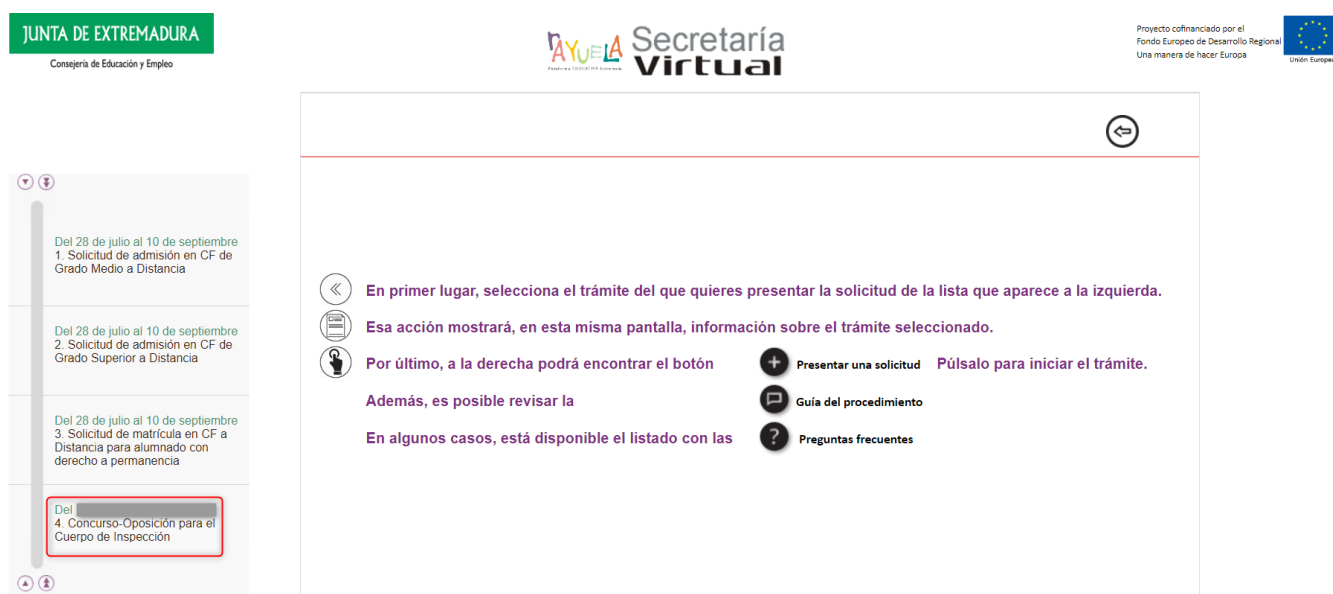 JUNTA DE EXTREMADURA
Consejería de Educación y Empleo
rAYUELA
Secretaría
Virtual
Proyecto cofinanciado por el
Fondo Europeo de Desarrollo Regional
Una manera de hacer Europa
Unión Europea
Del 28 de julio al 10 de septiembre
1. Solicitud de admisión en CF de
Grado Medio a Distancia
Del 28 de julio al 10 de septiembre
2. Solicitud de admisión en CF de
Grado Superior a Distancia
Del 28 de julio al 10 de septiembre
3. Solicitud de matrícula en CF a
Distancia para alumnado con
derecho a permanencia
Del
4. Concurso-Oposición para el
Cuerpo de Inspección
En primer lugar, selecciona el trámite del que quieres presentar la solicitud de la lista que aparece a la izquierda.
Esa acción mostrará, en esta misma pantalla, información sobre el trámite seleccionado.
Por último, a la derecha podrá encontrar el botón Presentar una solicitud Púlsalo para iniciar el trámite.
Además, es posible revisar la Guía del procedimiento
En algunos casos, está disponible el listado con las Preguntas frecuentes